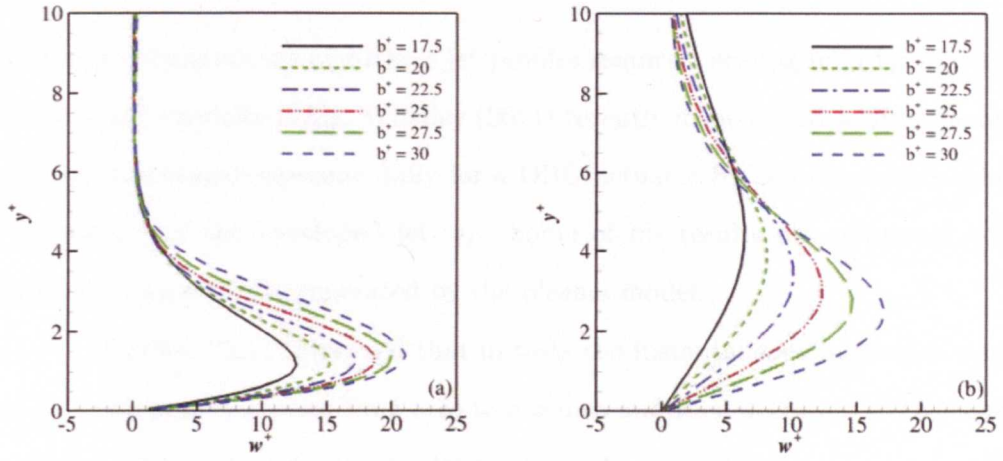 10
8
6
4
2
0
y⁺
-5 0 5 10 15 20 25
w⁺
b⁺ = 17.5
b⁺ = 20
b⁺ = 22.5
b⁺ = 25
b⁺ = 27.5
b⁺ = 30
(a)
10
8
6
4
2
0
y⁺
-5 0 5 10 15 20 25
w⁺
b⁺ = 17.5
b⁺ = 20
b⁺ = 22.5
b⁺ = 25
b⁺ = 27.5
b⁺ = 30
(b)